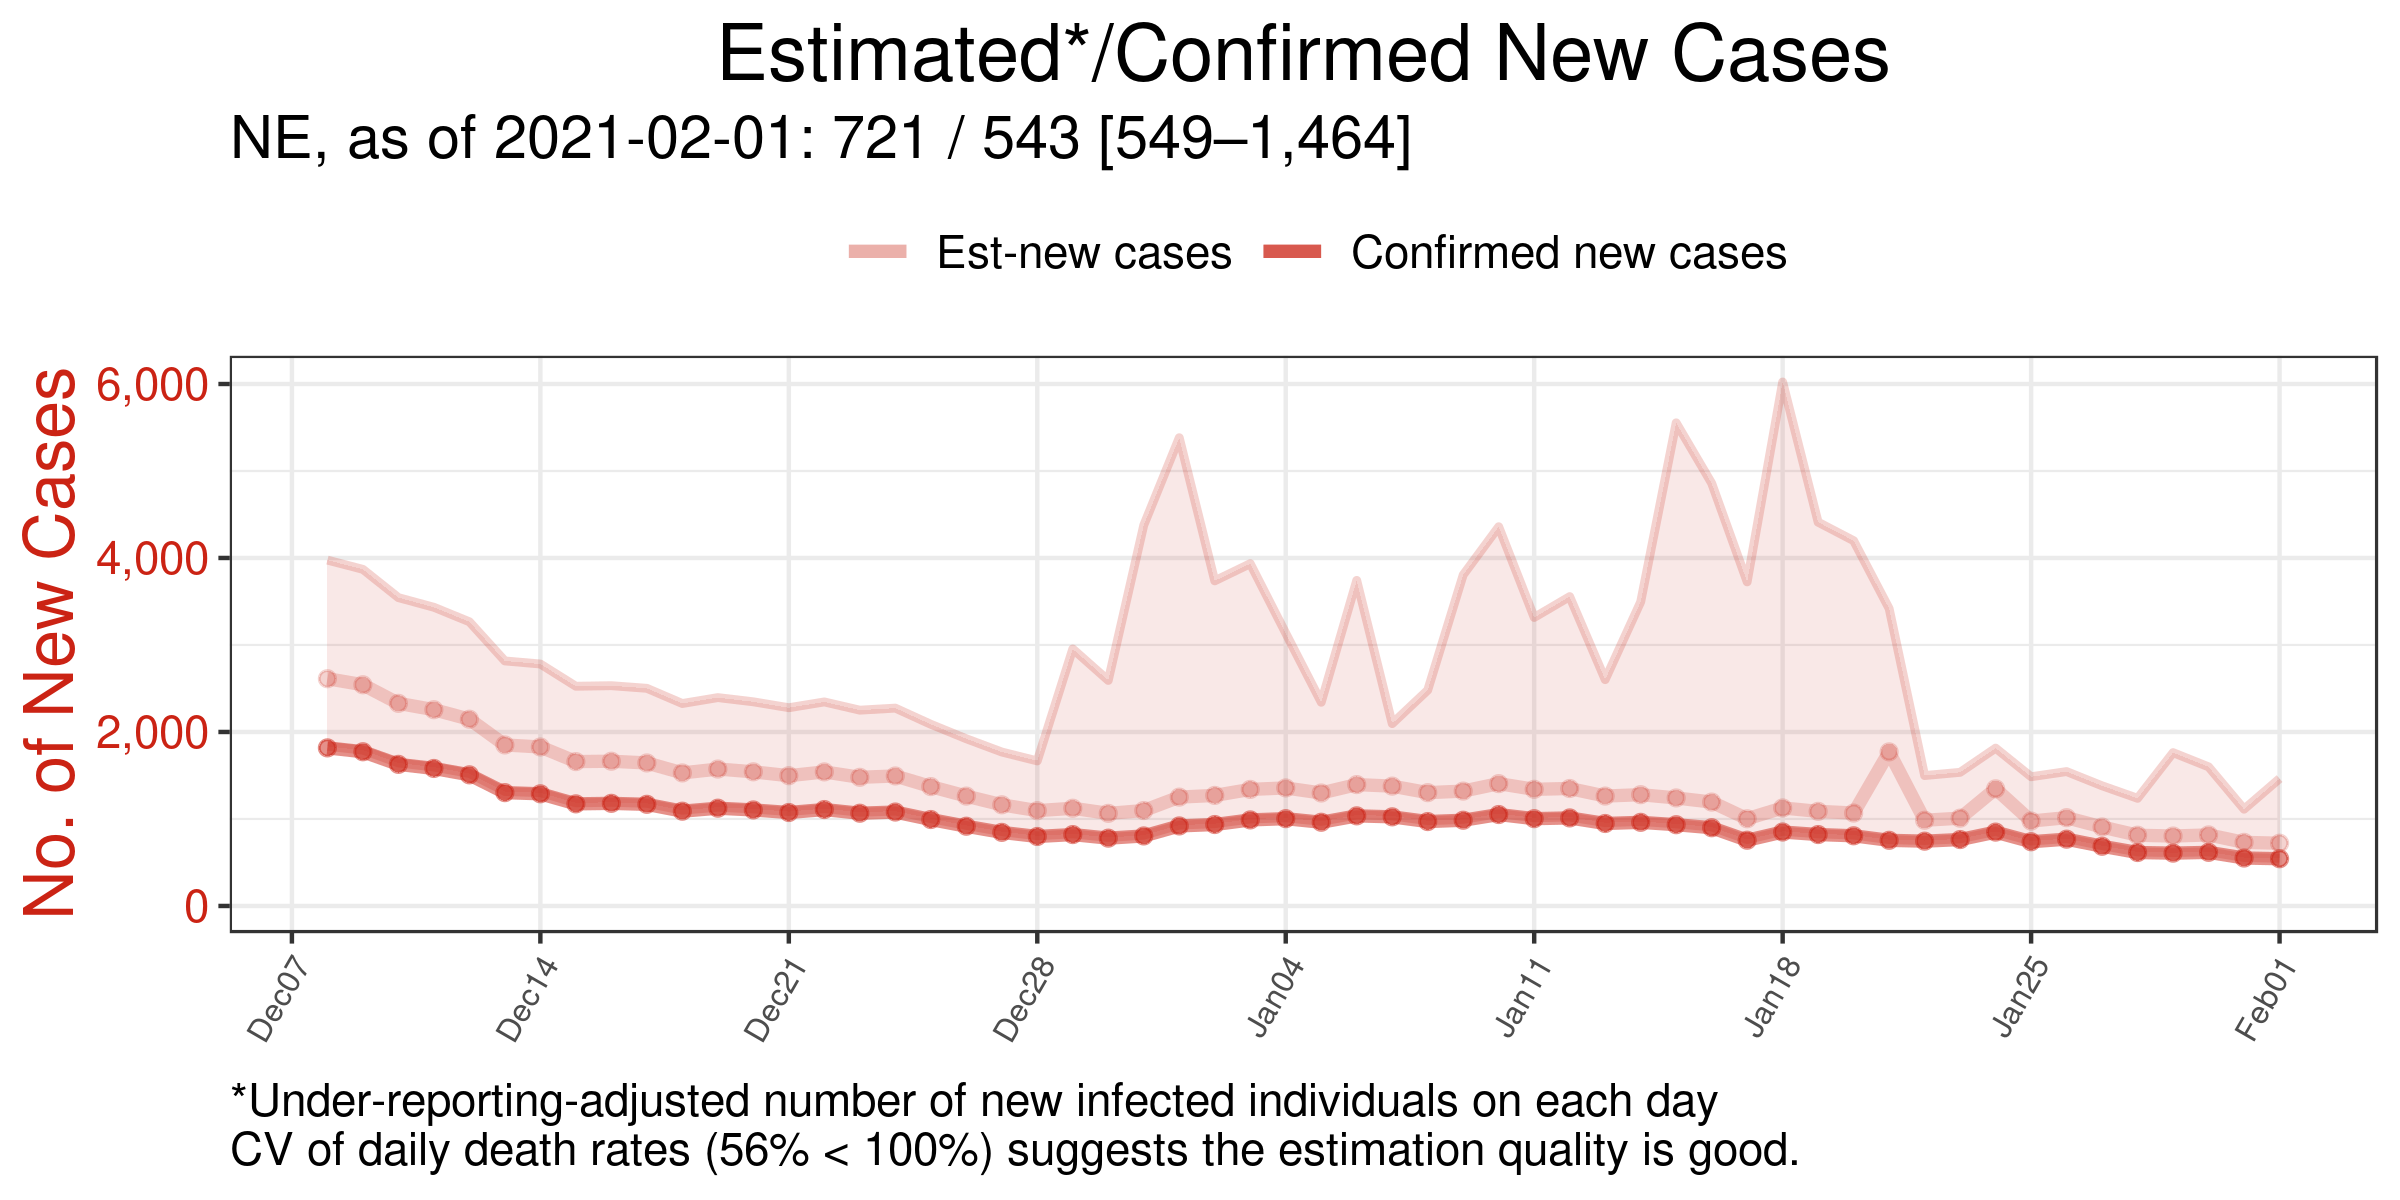 Estimated*/Confirmed New Cases
NE, as of 2021-02-01: 721 / 543 [549–1,464]
Est-new cases
Confirmed new cases
No. of New Cases
6,000
4,000
2,000
0
Dec07
Dec14
Dec21
Dec28
Jan04
Jan11
Jan18
Jan25
Feb01
*Under-reporting-adjusted number of new infected individuals on each day
CV of daily death rates (56% < 100%) suggests the estimation quality is good.